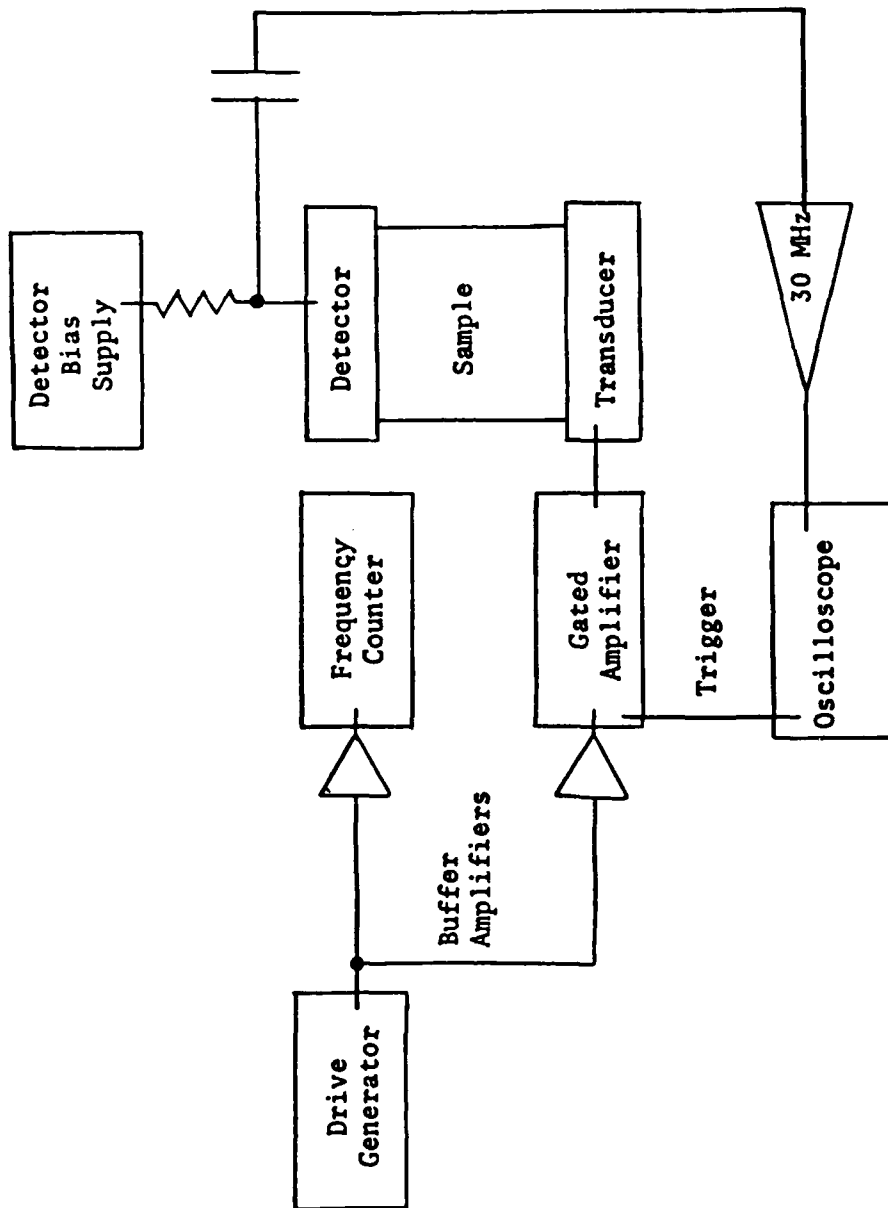 Drive
Generator
Buffer
Amplifiers
Frequency
Counter
Gated
Amplifier
Trigger
Oscilloscope
Detector
Bias
Supply
Detector
Sample
Transducer
30 MHz